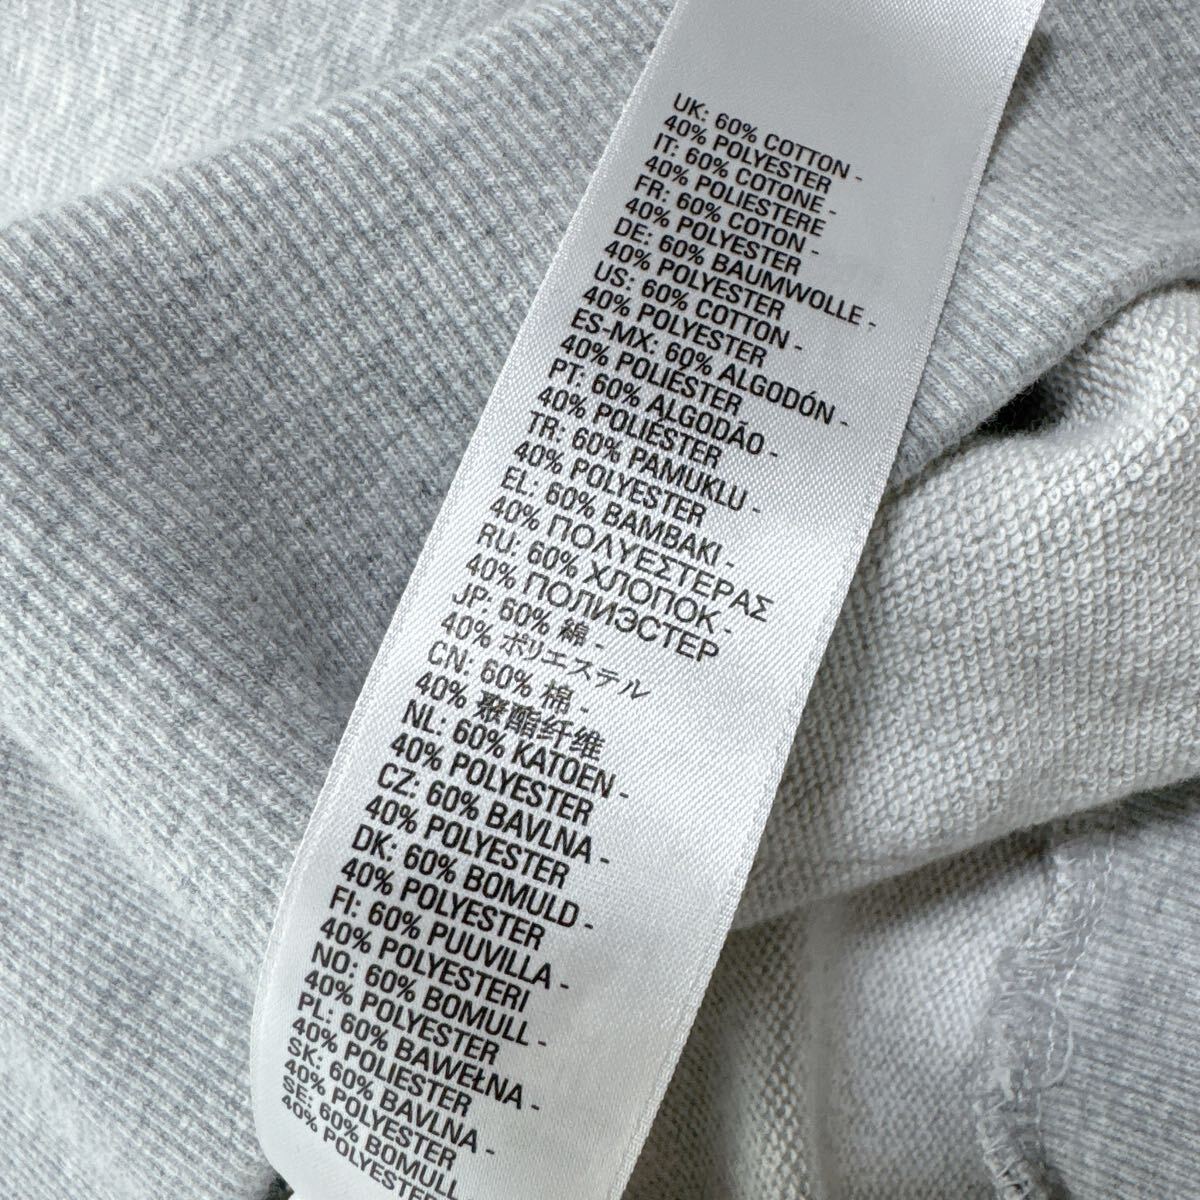 UK: 60% COTTON -
40% POLYESTER
IT: 60% COTONE -
40% POLIESTERE
FR: 60% COTON -
40% POLYESTER
DE: 60% BAUMWOLLE -
40% POLYESTER
US: 60% COTTON -
40% POLYESTER
ES-MX: 60% ALGODÓN -
40% POLIÉSTER
PT: 60% ALGODÃO -
40% POLIÉSTER
TR: 60% PAMUKLU -
40% POLYESTER
EL: 60% BAMBAKI -
40% ΠΟΛΥΕΣΤΕΡΑΣ
RU: 60% ХЛОПОК -
40% ПОЛИЭСТЕР
JP: 60% 綿 -
40% ポリエステル
CN: 60% 棉 -
40% 聚酯纤维
NL: 60% KATOEN -
40% POLYESTER
CZ: 60% BAVLNA -
40% POLYESTER
DK: 60% BOMULD -
40% POLYESTER
FI: 60% PUUVILLA -
40% POLYESTERI
NO: 60% BOMULL -
40% POLYESTER
PL: 60% BAWEŁNA -
40% POLIESTER
SK: 60% BAVLNA -
40% POLYESTER
SE: 60% BOMULL
40% POLYESTER